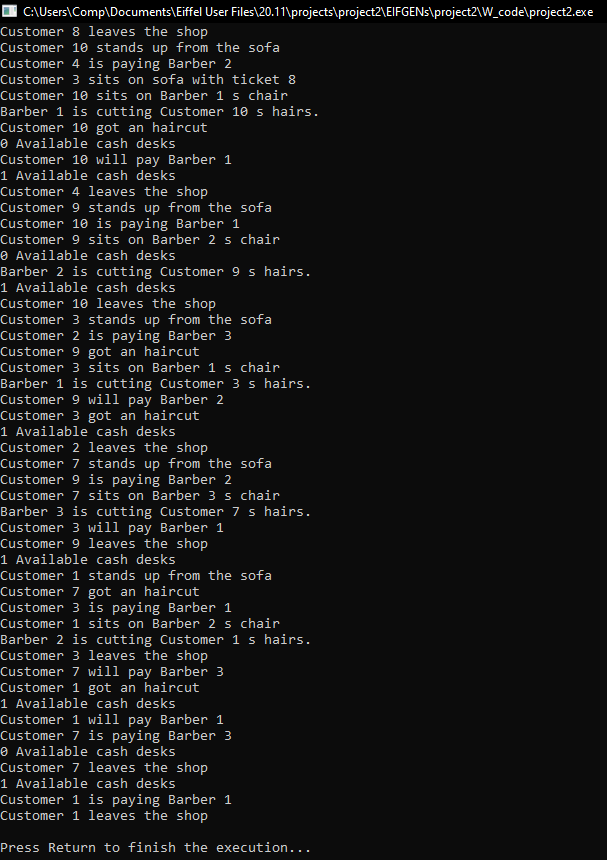 C:\Users\Comp\Documents\Eiffel User Files\20.11\projects\project2\EIFGENs\project2\W_code\project2.exe
Customer 8 leaves the shop
Customer 10 stands up from the sofa
Customer 4 is paying Barber 2
Customer 3 sits on sofa with ticket 8
Customer 10 sits on Barber 1 s chair
Barber 1 is cutting Customer 10 s hairs.
Customer 10 got an haircut
0 Available cash desks
Customer 10 will pay Barber 1
1 Available cash desks
Customer 4 leaves the shop
Customer 9 stands up from the sofa
Customer 10 is paying Barber 1
Customer 9 sits on Barber 2 s chair
0 Available cash desks
Barber 2 is cutting Customer 9 s hairs.
1 Available cash desks
Customer 10 leaves the shop
Customer 3 stands up from the sofa
Customer 2 is paying Barber 3
Customer 9 got an haircut
Customer 3 sits on Barber 1 s chair
Barber 1 is cutting Customer 3 s hairs.
Customer 9 will pay Barber 2
Customer 3 got an haircut
1 Available cash desks
Customer 2 leaves the shop
Customer 7 stands up from the sofa
Customer 9 is paying Barber 2
Customer 7 sits on Barber 3 s chair
Barber 3 is cutting Customer 7 s hairs.
Customer 3 will pay Barber 1
Customer 9 leaves the shop
1 Available cash desks
Customer 1 stands up from the sofa
Customer 7 got an haircut
Customer 3 is paying Barber 1
Customer 1 sits on Barber 2 s chair
Barber 2 is cutting Customer 1 s hairs.
Customer 3 leaves the shop
Customer 7 will pay Barber 3
Customer 1 got an haircut
1 Available cash desks
Customer 1 will pay Barber 1
Customer 7 is paying Barber 3
0 Available cash desks
Customer 7 leaves the shop
1 Available cash desks
Customer 1 is paying Barber 1
Customer 1 leaves the shop
Press Return to finish the execution...